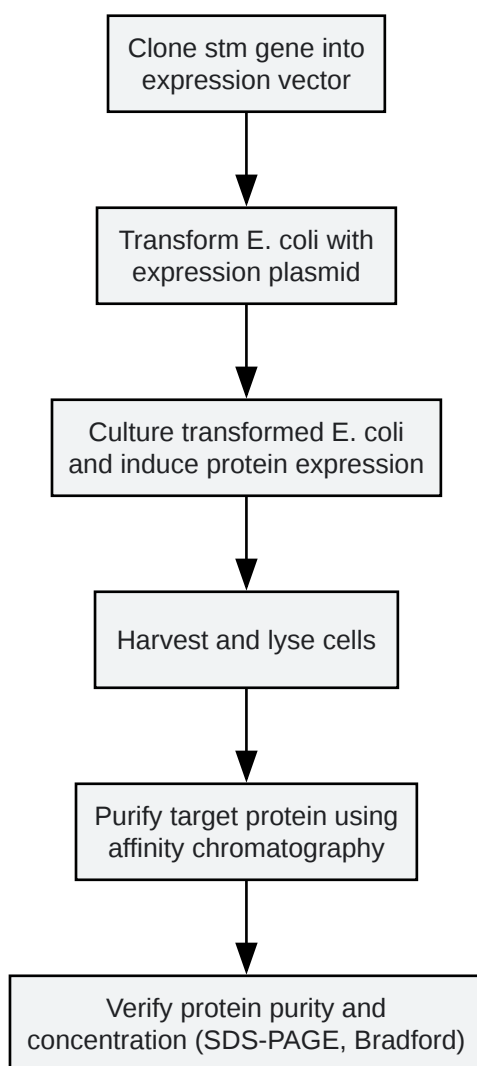 Clone stm gene into
expression vector
Transform E. coli with
expression plasmid
Culture transformed E. coli
and induce protein expression
Harvest and lyse cells
Purify target protein using
affinity chromatography
Verify protein purity and
concentration (SDS-PAGE, Bradford)